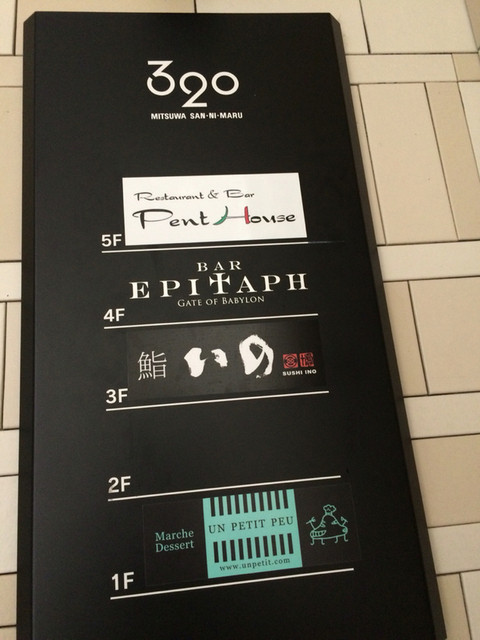 320
MITSUWA SAN・NI・MARU
Restaurant & Bar
Pent House
5F
BAR
EPITAPH
GATE OF BABYLON
4F
鮨 いの
SUSHI INO
3F
2F
Marche
Dessert
UN PETIT PEU
www.unpetit.com
1F